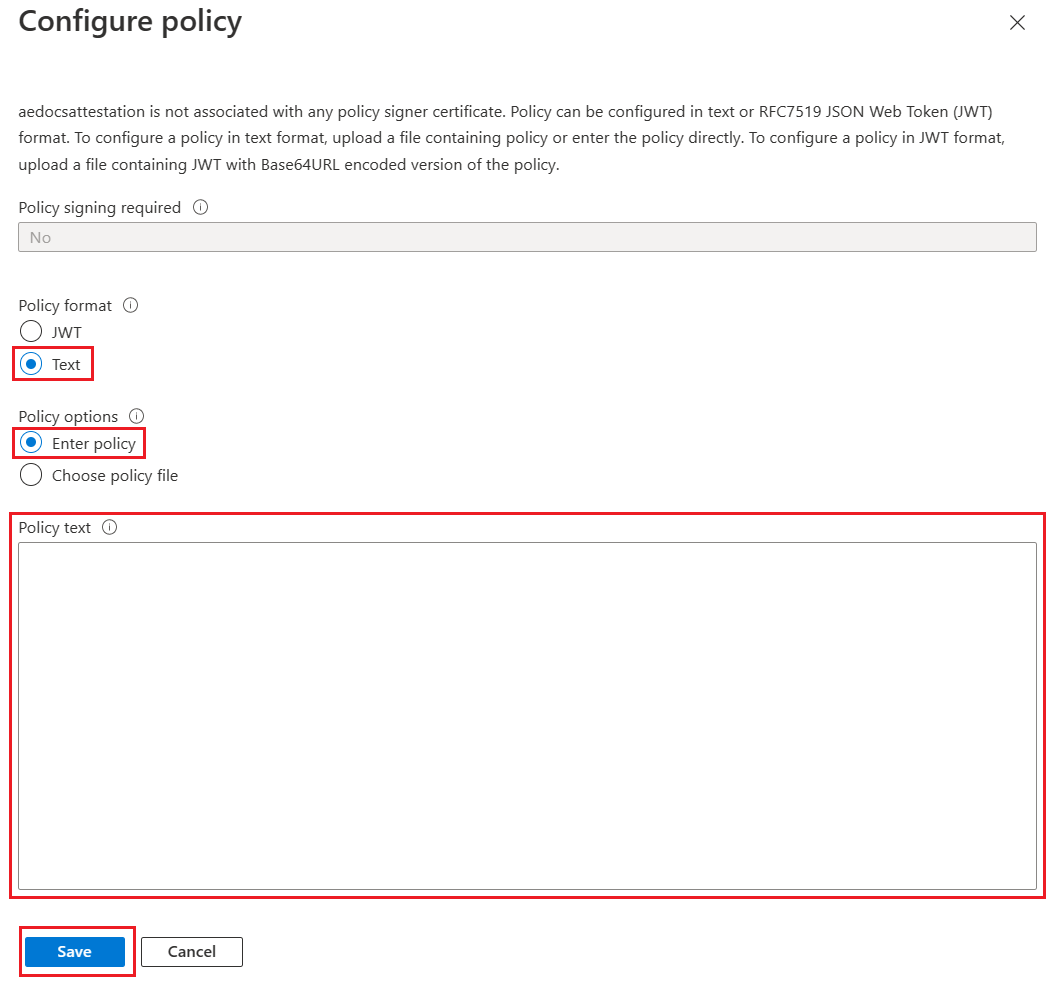 Configure policy
aedocsattestation is not associated with any policy signer certificate. Policy can be configured in text or RFC7519 JSON Web Token (JWT)
format. To configure a policy in text format, upload a file containing policy or enter the policy directly. To configure a policy in JWT format,
upload a file containing JWT with Base64URL encoded version of the policy.
Policy signing required
No
Policy format
JWT
Text
Policy options
Enter policy
Choose policy file
Policy text
Save Cancel